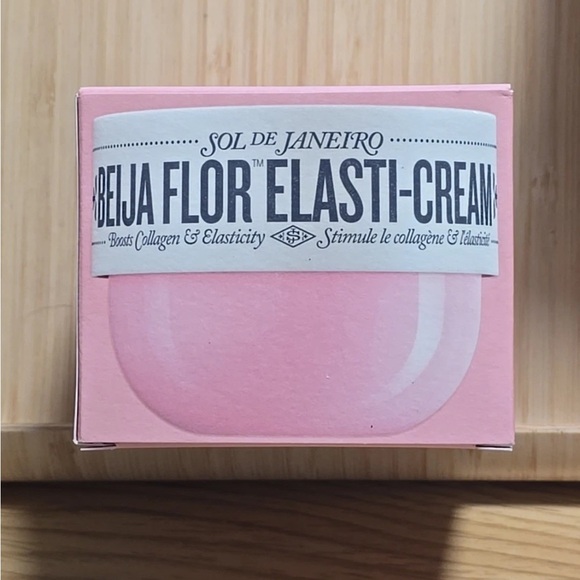 SOL DE JANEIRO
BEIJA FLOR™ ELASTI-CREAM
Boosts Collagen & Elasticity S Stimule le collagène & l'élasticité